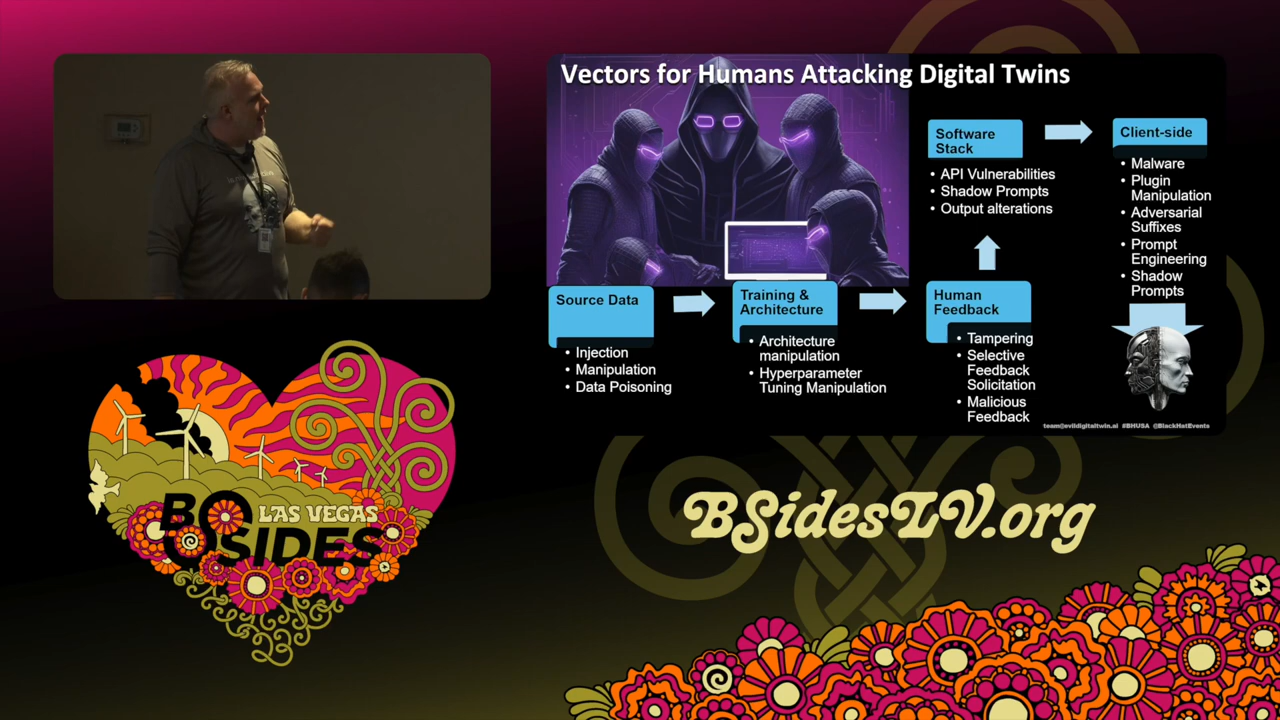 Vectors for Humans Attacking Digital Twins
Software
Stack
• API Vulnerabilities
• Shadow Prompts
• Output alterations
Client-side
• Malware
• Plugin
Manipulation
• Adversarial
Suffixes
• Prompt
Engineering
• Shadow
Prompts
Source Data
• Injection
• Manipulation
• Data Poisoning
Training &
Architecture
• Architecture
manipulation
• Hyperparameter
Tuning Manipulation
Human
Feedback
• Tampering
• Selective
Feedback
Solicitation
• Malicious
Feedback
team@evildigitaltwin.ai #BHUSA @BlackHatEvents
BSIDES
LAS VEGAS
BSidesLV.org